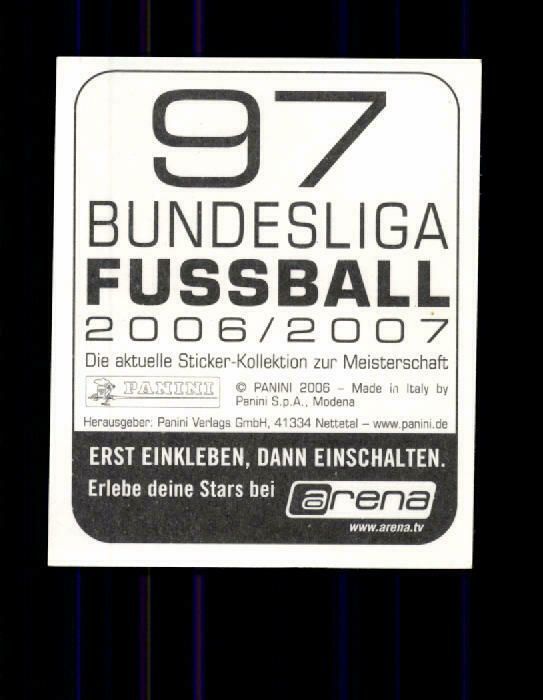 97
BUNDESLIGA
FUSSBALL
2006/2007
Die aktuelle Sticker-Kollektion zur Meisterschaft
PANINI
© PANINI 2006 – Made in Italy by
Panini S.p.A., Modena
Herausgeber: Panini Verlags GmbH, 41334 Nettetal – www.panini.de
ERST EINKLEBEN, DANN EINSCHALTEN.
Erlebe deine Stars bei arena
www.arena.tv